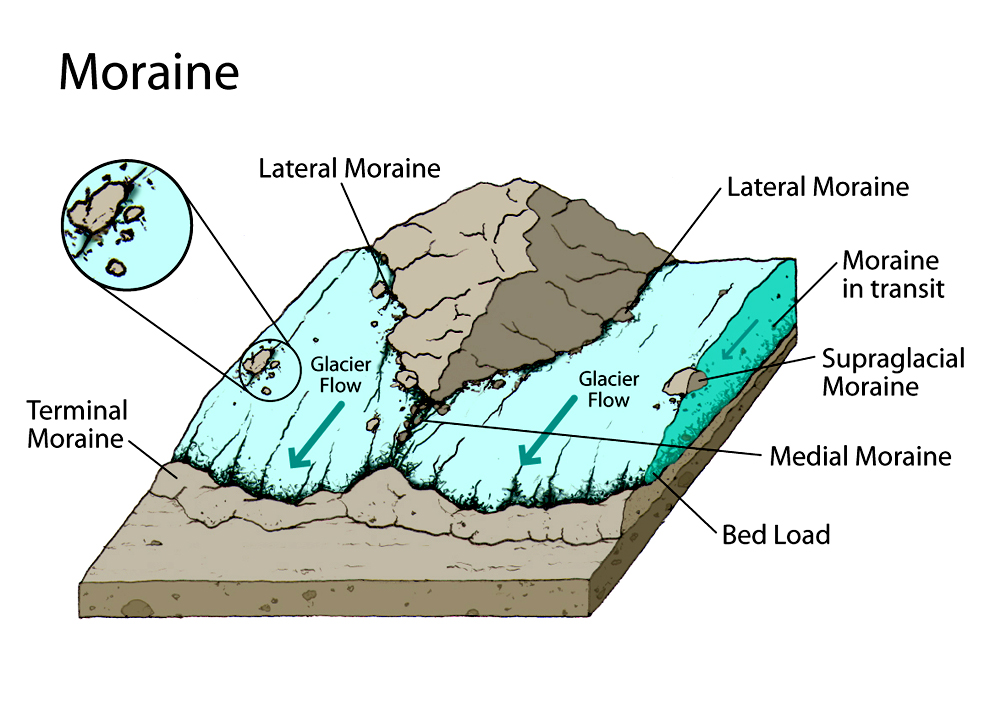 Moraine
Lateral Moraine
Lateral Moraine
Moraine
in transit
Supraglacial
Moraine
Glacier
Flow
Glacier
Flow
Terminal
Moraine
Medial Moraine
Bed Load